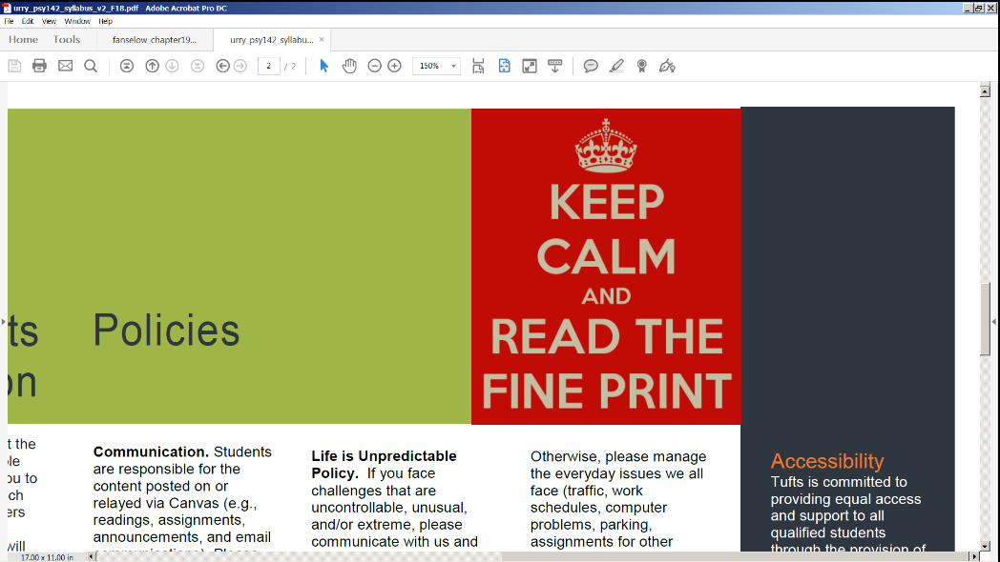 urry_psy142_syllabus_v2_F18.pdf - Adobe Acrobat Pro DC
File Edit View Window Help
Home Tools fanselow_chapter19... urry_psy142_syllabu... ×
2 / 2 150%
KEEP
CALM
AND
READ THE
FINE PRINT
ts
on
Policies
t the
ple
ou to
ch
ers
will
Communication. Students
are responsible for the
content posted on or
relayed via Canvas (e.g.,
readings, assignments,
announcements, and email
Life is Unpredictable
Policy. If you face
challenges that are
uncontrollable, unusual,
and/or extreme, please
communicate with us and
Otherwise, please manage
the everyday issues we all
face (traffic, work
schedules, computer
problems, parking,
assignments for other
Accessibility
Tufts is committed to
providing equal access
and support to all
qualified students
through the provision of
17.00 x 11.00 in